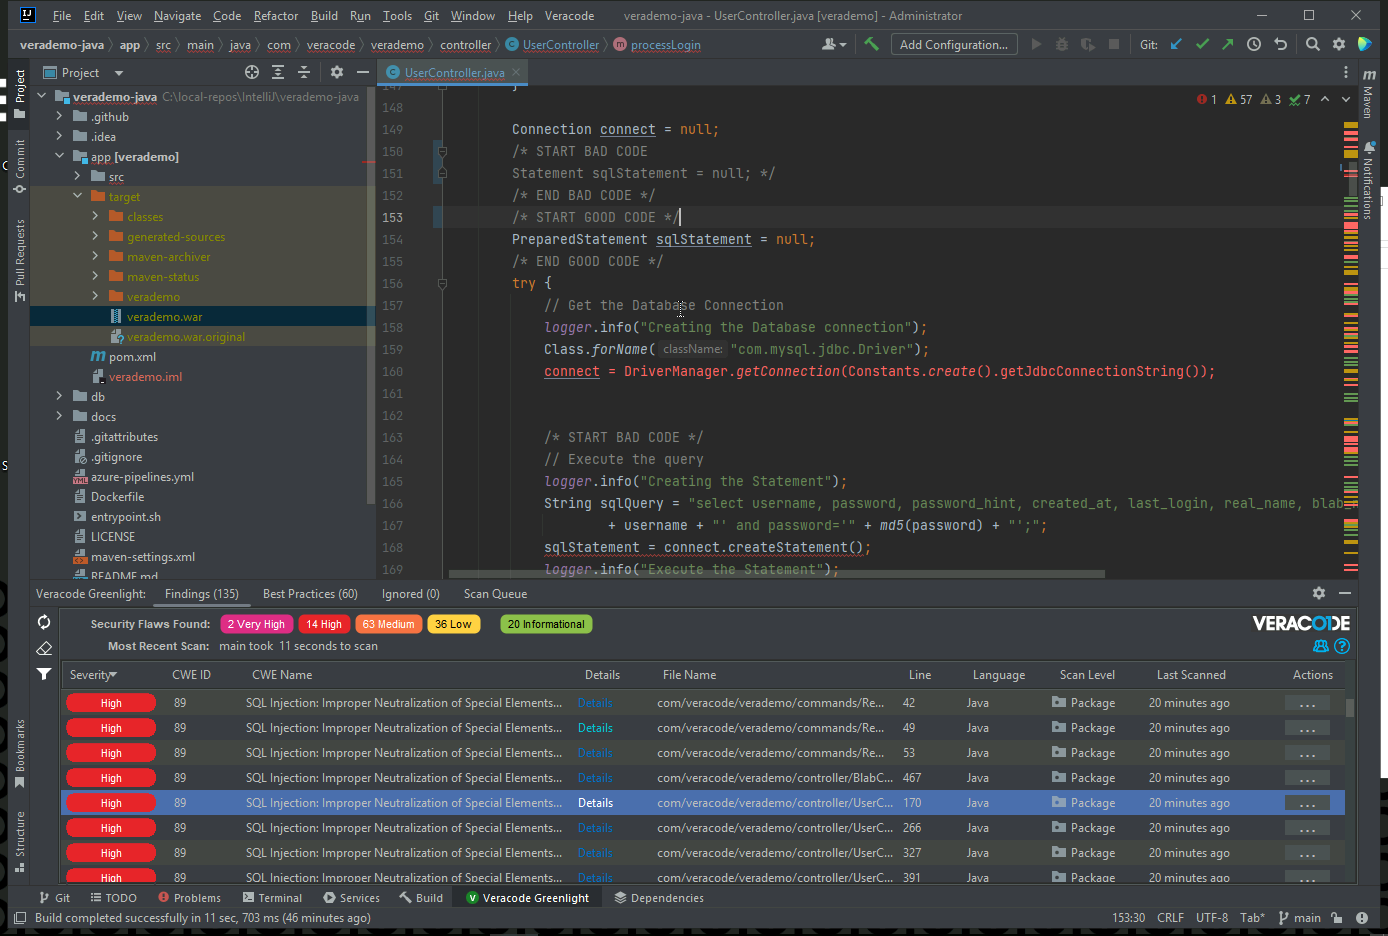 File Edit View Navigate Code Refactor Build Run Tools Git Window Help Veracode verademo-java - UserController.java [verademo] - Administrator
verademo-java app src main java com veracode verademo controller UserController processLogin Add Configuration... Git:
Project UserController.java
verademo-java C:\local-repos\IntelliJ\verademo-java
.github
.idea
app [verademo]
src
target
classes
generated-sources
maven-archiver
maven-status
verademo
verademo.war
verademo.war.original
pom.xml
verademo.iml
db
docs
.gitattributes
.gitignore
azure-pipelines.yml
Dockerfile
entrypoint.sh
LICENSE
maven-settings.xml
README.md
Project
Commit
Pull Requests
Bookmarks
Structure
1 57 3 7
147 }
148
149 Connection connect = null;
150 /* START BAD CODE
151 Statement sqlStatement = null; */
152 /* END BAD CODE */
153 /* START GOOD CODE */
154 PreparedStatement sqlStatement = null;
155 /* END GOOD CODE */
156 try {
157 // Get the Database Connection
158 logger.info("Creating the Database connection");
159 Class.forName( className: "com.mysql.jdbc.Driver");
160 connect = DriverManager.getConnection(Constants.create().getJdbcConnectionString());
161
162
163 /* START BAD CODE */
164 // Execute the query
165 logger.info("Creating the Statement");
166 String sqlQuery = "select username, password, password_hint, created_at, last_login, real_name, blab_
167 + username + "' and password='" + md5(password) + "';";
168 sqlStatement = connect.createStatement();
169 logger.info("Execute the Statement");
Maven
Notifications
Veracode Greenlight: Findings (135) Best Practices (60) Ignored (0) Scan Queue
Security Flaws Found: 2 Very High 14 High 63 Medium 36 Low 20 Informational VERACODE
Most Recent Scan: main took 11 seconds to scan
Severity CWE ID CWE Name Details File Name Line Language Scan Level Last Scanned Actions
High 89 SQL Injection: Improper Neutralization of Special Elements... Details com/veracode/verademo/commands/Re... 42 Java Package 20 minutes ago ...
High 89 SQL Injection: Improper Neutralization of Special Elements... Details com/veracode/verademo/commands/Re... 49 Java Package 20 minutes ago ...
High 89 SQL Injection: Improper Neutralization of Special Elements... Details com/veracode/verademo/commands/Re... 53 Java Package 20 minutes ago ...
High 89 SQL Injection: Improper Neutralization of Special Elements... Details com/veracode/verademo/controller/BlabC... 467 Java Package 20 minutes ago ...
High 89 SQL Injection: Improper Neutralization of Special Elements... Details com/veracode/verademo/controller/UserC... 170 Java Package 20 minutes ago ...
High 89 SQL Injection: Improper Neutralization of Special Elements... Details com/veracode/verademo/controller/UserC... 266 Java Package 20 minutes ago ...
High 89 SQL Injection: Improper Neutralization of Special Elements... Details com/veracode/verademo/controller/UserC... 327 Java Package 20 minutes ago ...
High 89 SQL Injection: Improper Neutralization of Special Elements... Details com/veracode/verademo/controller/UserC... 391 Java Package 20 minutes ago ...
Git TODO Problems Terminal Services Build Veracode Greenlight Dependencies
Build completed successfully in 11 sec, 703 ms (46 minutes ago) 153:30 CRLF UTF-8 Tab* main